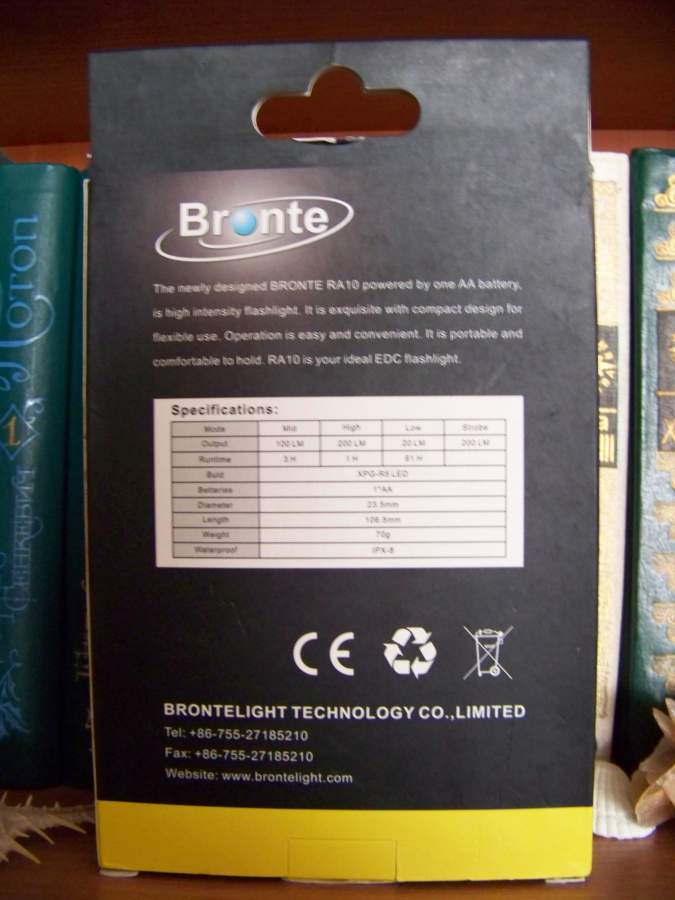 Bronte
The newly designed BRONTE RA10 powered by one AA battery,
is high intensity flashlight. It is exquisite with compact design for
flexible use. Operation is easy and convenient. It is portable and
comfortable to hold. RA10 is your ideal EDC flashlight.
Specifications:
Mode Mid High Low Strobe
Output 100 LM 200 LM 20 LM 200 LM
Runtime 3 H 1 H 51 H
Buld XPG-R5 LED
Batteries 1*AA
Diameter 23.5mm
Length 106.5mm
Weight 70g
Waterproof IPX-8
CE
BRONTELIGHT TECHNOLOGY CO.,LIMITED
Tel: +86-755-27185210
Fax: +86-755-27185210
Website: www.brontelight.com
1